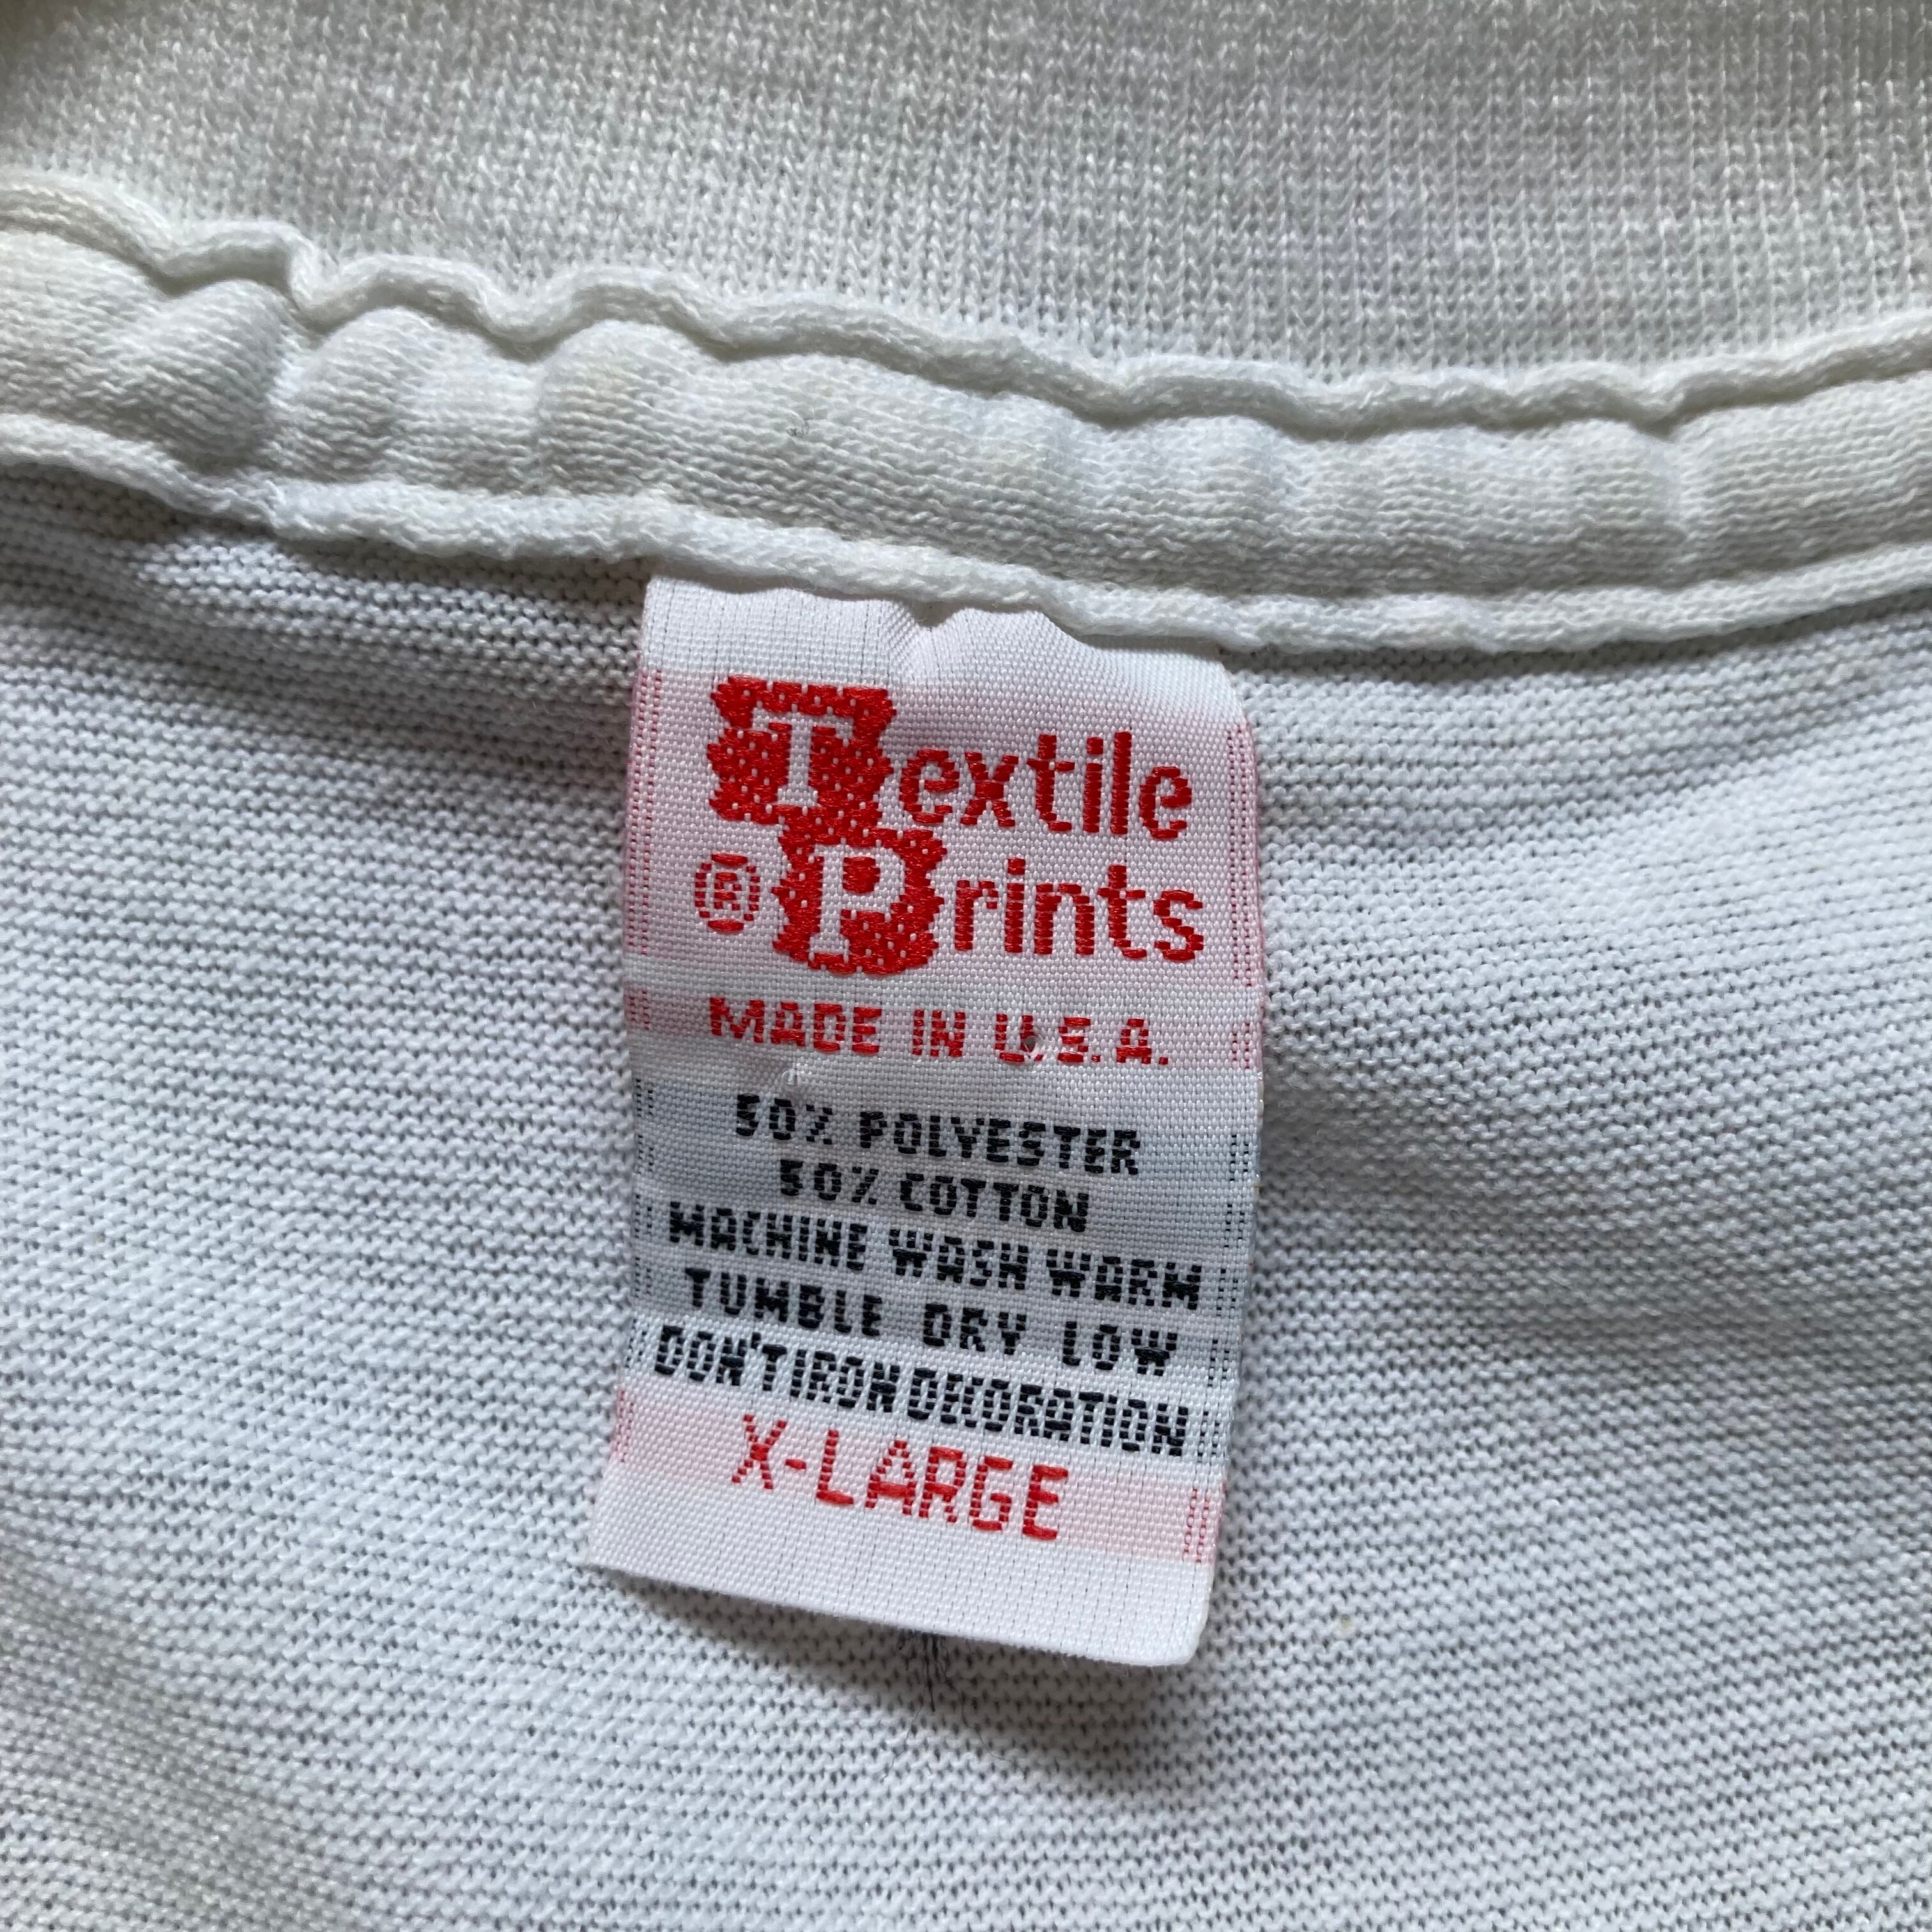 Textile
® Prints
MADE IN U.S.A.
50% POLYESTER
50% COTTON
MACHINE WASH WARM
TUMBLE DRY LOW
DON'T IRON DECORATION
X-LARGE